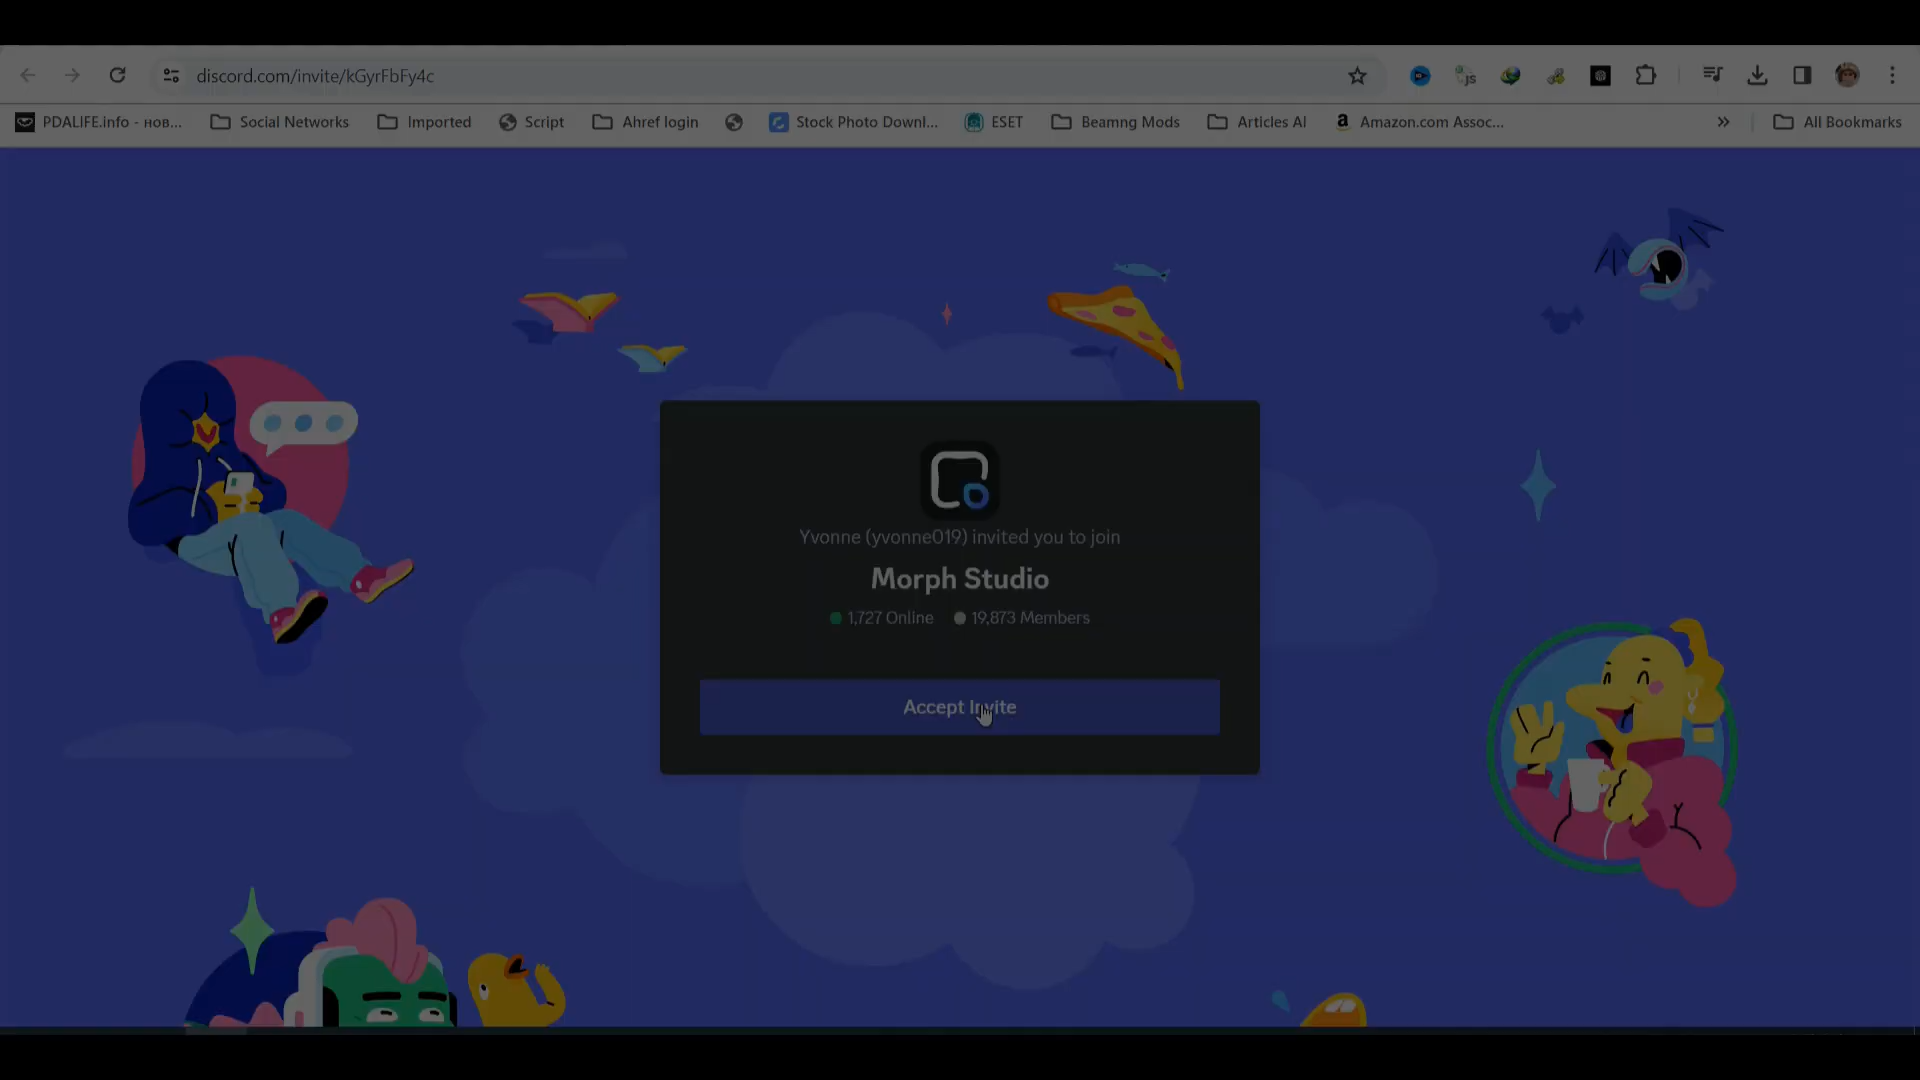 discord.com/invite/kGyrFbFy4c
JS
PDALIFE.info - нов...
Social Networks
Imported
Script
Ahref login
Stock Photo Downl...
ESET
Beamng Mods
Articles AI
Amazon.com Assoc...
All Bookmarks
Yvonne (yvonne019) invited you to join
Morph Studio
1,727 Online
19,873 Members
Accept Invite